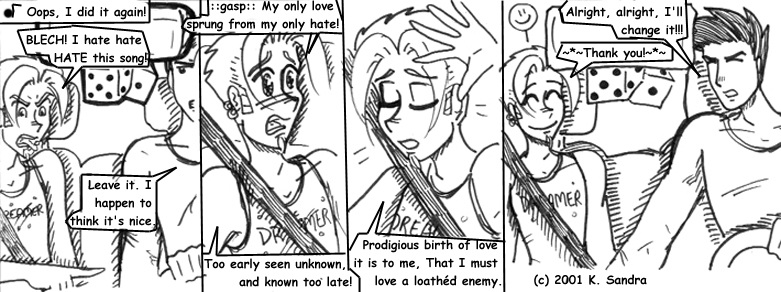 Oops, I did it again!
BLECH! I hate hate
HATE this song!
Leave it. I
happen to
think it's nice.
::gasp:: My only love
sprung from my only hate!
DREAMER
Too early seen unknown,
and known too late!
Prodigious birth of love
it is to me, That I must
love a loathéd enemy.
Alright, alright, I'll
change it!!!
~*~Thank you!~*~
(c) 2001 K. Sandra